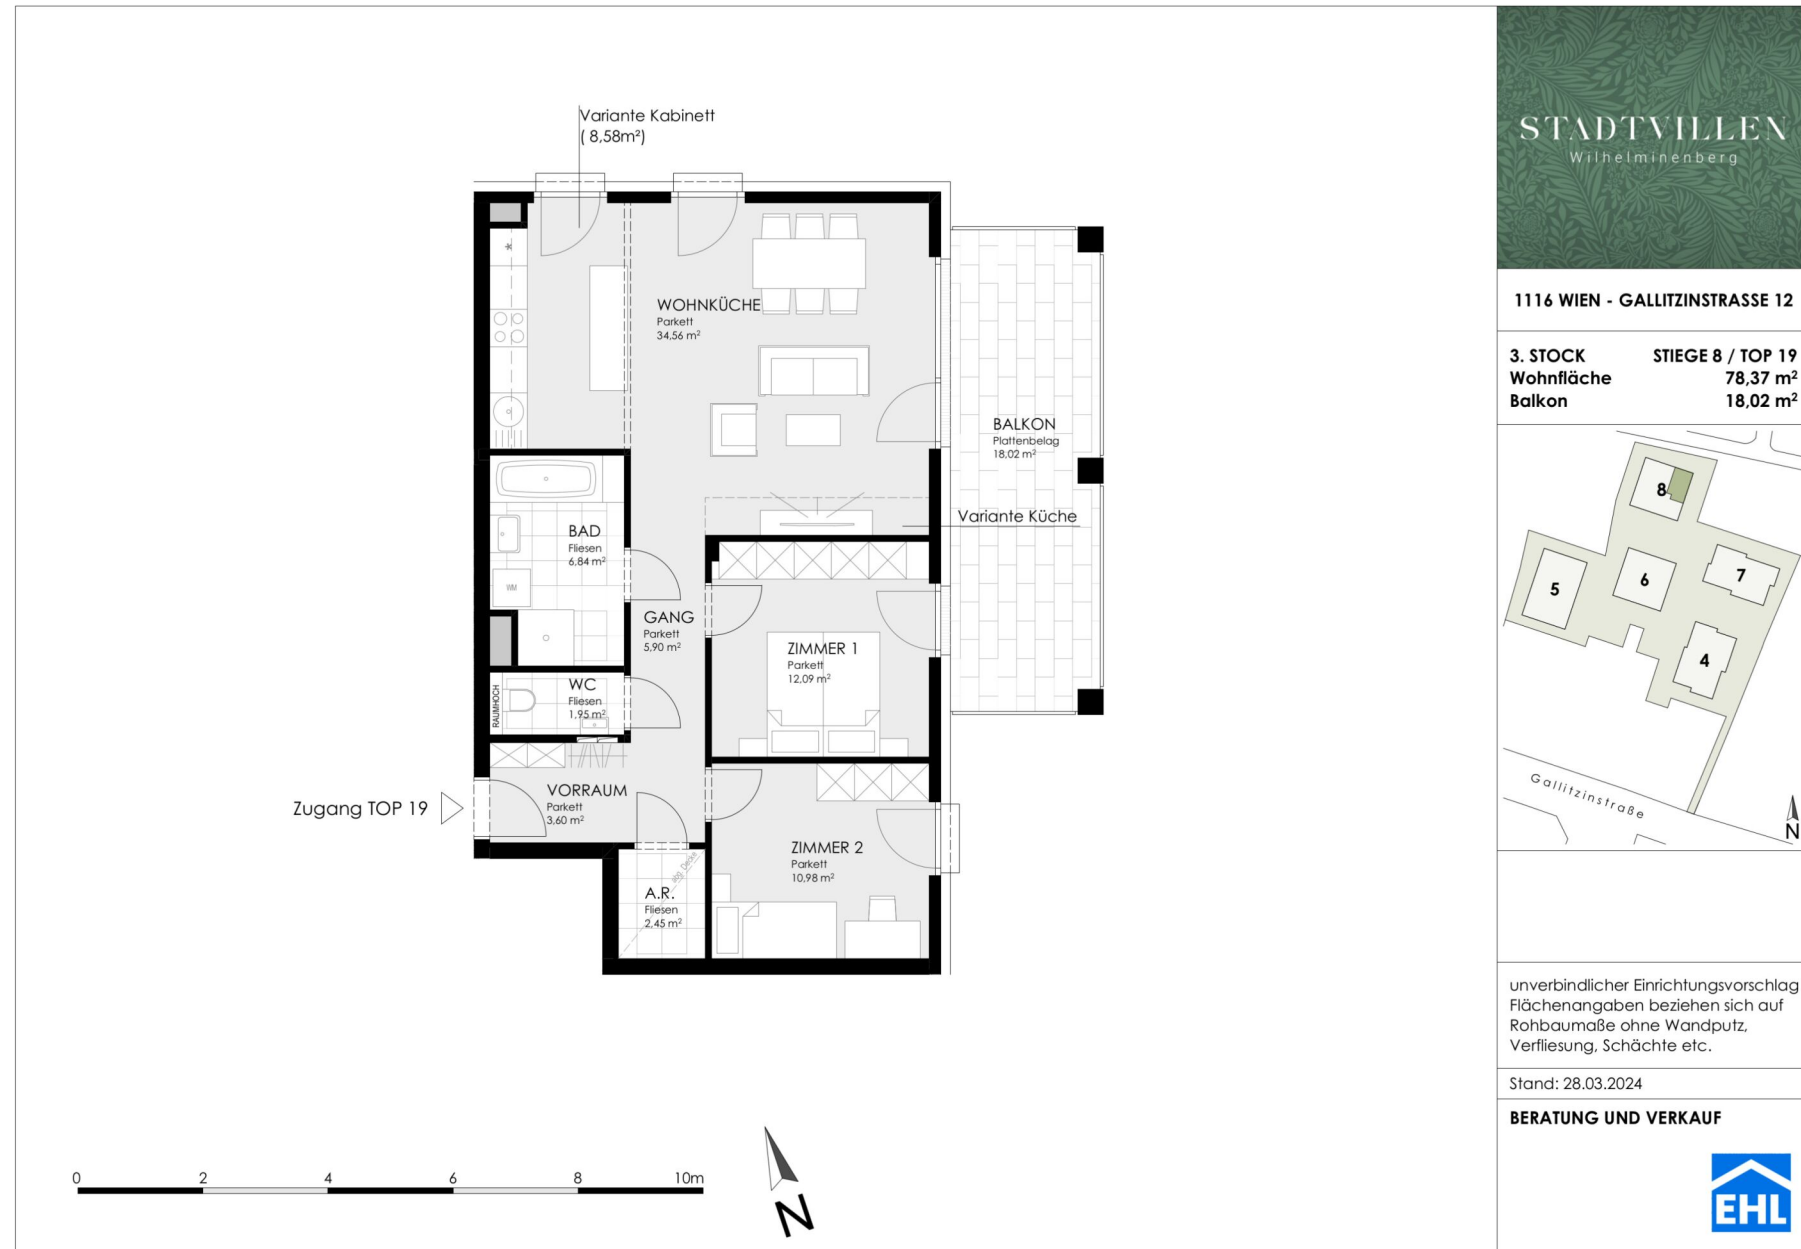 Variante Kabinett
( 8,58m²)
WOHNKÜCHE
Parkett
34,56 m²
*
BALKON
Plattenbelag
18,02 m²
Variante Küche
BAD
Fliesen
6,84 m²
WM
GANG
Parkett
5,90 m²
ZIMMER 1
Parkett
12,09 m²
WC
Fliesen
1,95 m²
RAUMHOCH
VORRAUM
Parkett
3,60 m²
Zugang TOP 19
ZIMMER 2
Parkett
10,98 m²
A.R.
Fliesen
2,45 m²
abg. Decke
0 2 4 6 8 10m
N
STADTVILLEN
Wilhelminenberg
1116 WIEN - GALLITZINSTRASSE 12
3. STOCK STIEGE 8 / TOP 19
Wohnfläche 78,37 m²
Balkon 18,02 m²
8
5
6
7
4
Gallitzinstraße
N
unverbindlicher Einrichtungsvorschlag
Flächenangaben beziehen sich auf
Rohbaumaße ohne Wandputz,
Verfliesung, Schächte etc.
Stand: 28.03.2024
BERATUNG UND VERKAUF
EHL